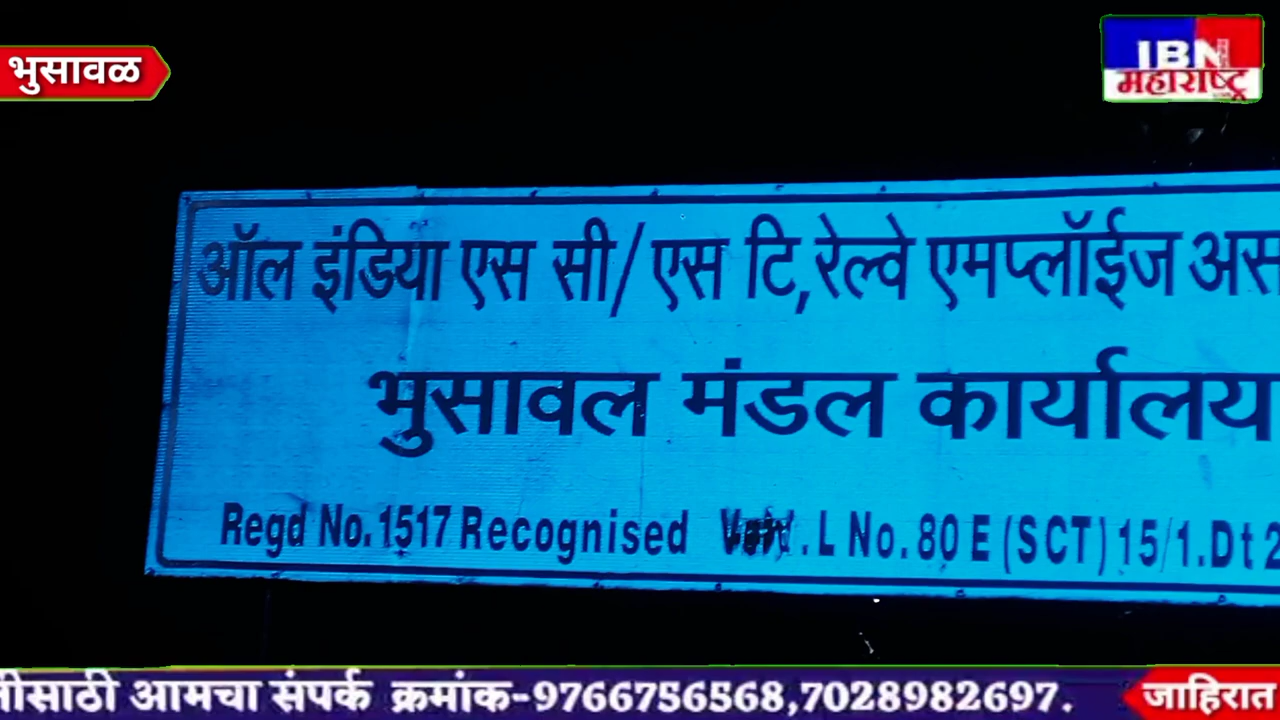 भुसावळ
IBN
महाराष्ट्र
ऑल इंडिया एस सी/एस टि,रेल्वे एमप्लॉईज अस
भुसावल मंडल कार्यालय
Regd No.1517 Recognised .L No. 80 E (SCT) 15/1.Dt 2
ीसाठी आमचा संपर्क क्रमांक-9766756568,7028982697.
जाहिरात